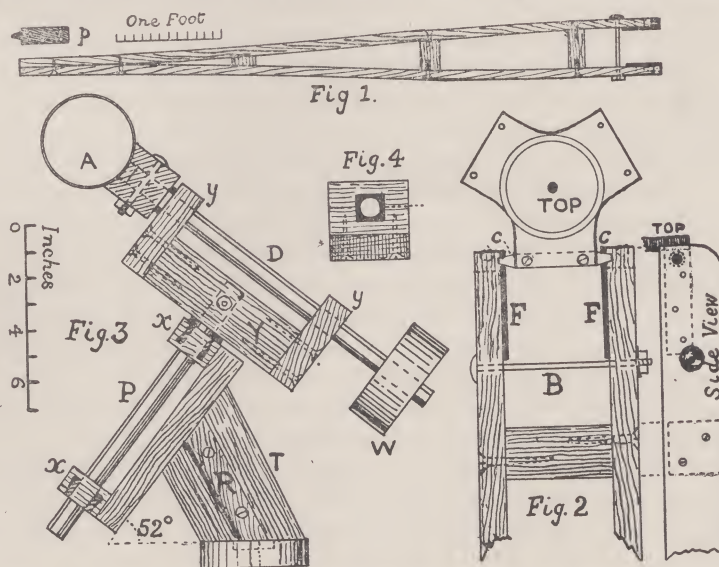 One Foot
p
Fig 1.
A
Z
y
Fig. 4
TOP
TOP
0
Inches
2
4
6
D
c
c
y
Fig. 3
x
F
F
P
B
Side View
W
x
R
T
52°
Fig. 2